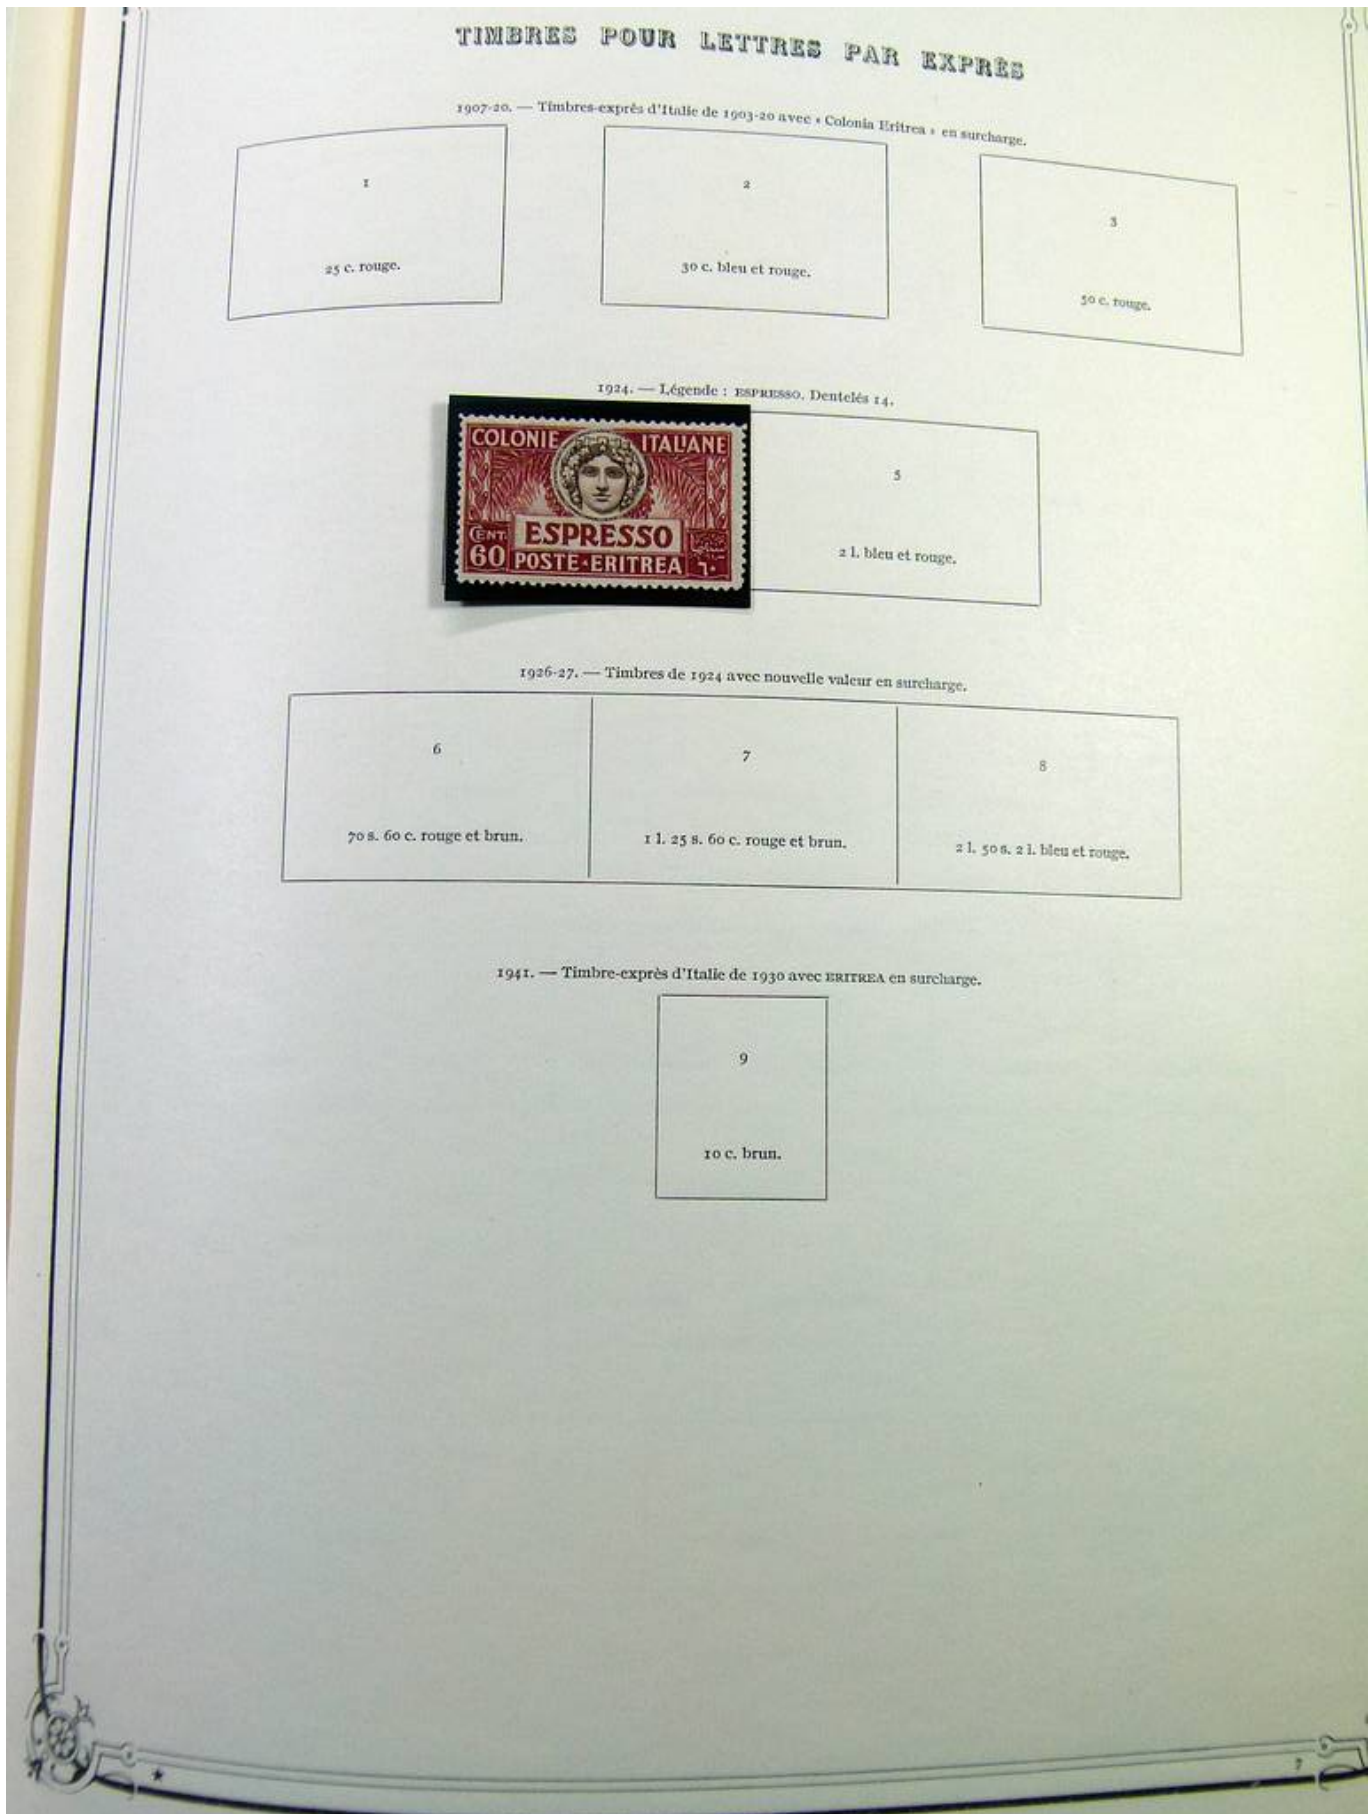 TIMBRES POUR LETTRES PAR EXPRÈS
1907-20. — Timbres-exprès d'Italie de 1903-20 avec « Colonia Eritrea » en surcharge.
1
25 c. rouge.
2
30 c. bleu et rouge.
3
50 c. rouge.
1924. — Légende : ESPRESSO. Dentelés 14.
COLONIE ITALIANE
ESPRESSO
CENT. 60
POSTE·ERITREA
٦٠
5
2 l. bleu et rouge.
1926-27. — Timbres de 1924 avec nouvelle valeur en surcharge.
6
70 s. 60 c. rouge et brun.
7
1 l. 25 s. 60 c. rouge et brun.
8
2 l. 50 s. 2 l. bleu et rouge.
1941. — Timbre-exprès d'Italie de 1930 avec ERITREA en surcharge.
9
10 c. brun.